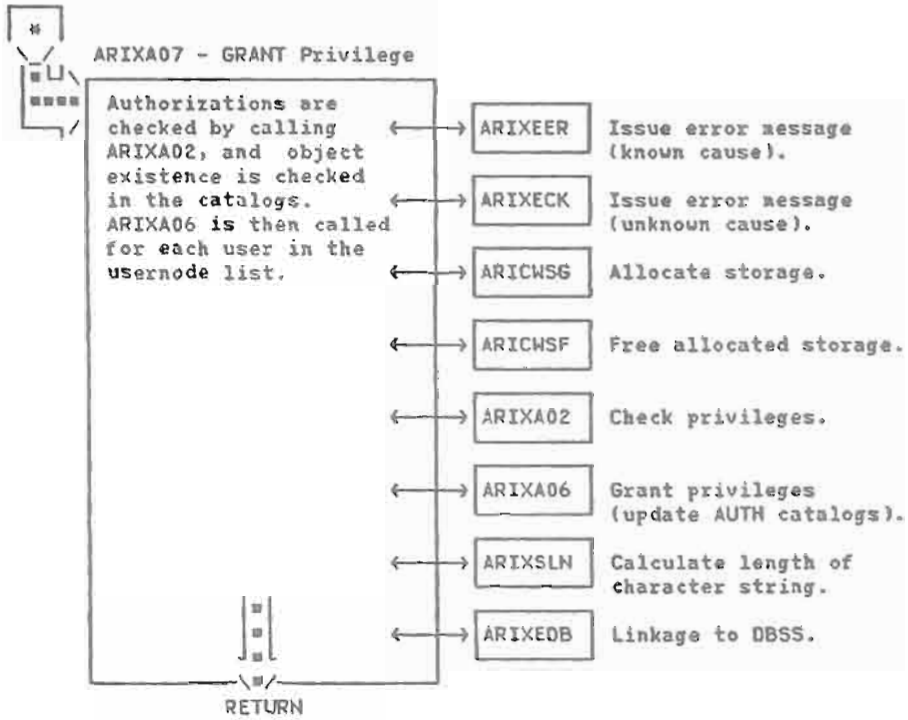 *
ARIXA07 - GRANT Privilege
Authorizations are
checked by calling
ARIXA02, and object
existence is checked
in the catalogs.
ARIXA06 is then called
for each user in the
usernode list.
ARIXEER Issue error message
(known cause).
ARIXECK Issue error message
(unknown cause).
ARICWSG Allocate storage.
ARICWSF Free allocated storage.
ARIXA02 Check privileges.
ARIXA06 Grant privileges
(update AUTH catalogs).
ARIXSLN Calculate length of
character string.
ARIXEDB Linkage to DBSS.
RETURN